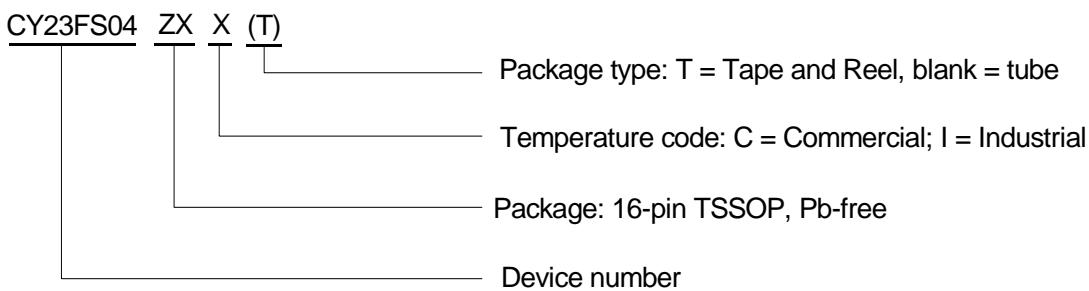 CY23FS04 ZX X (T)
Package type: T = Tape and Reel, blank = tube
Temperature code: C = Commercial; I = Industrial
Package: 16-pin TSSOP, Pb-free
Device number